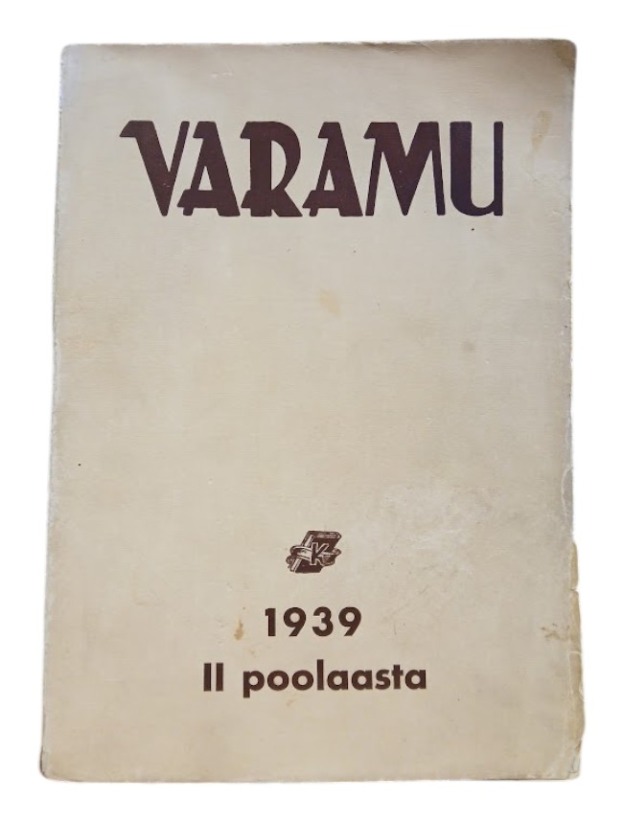 VARAMU
K
1939
II poolaasta